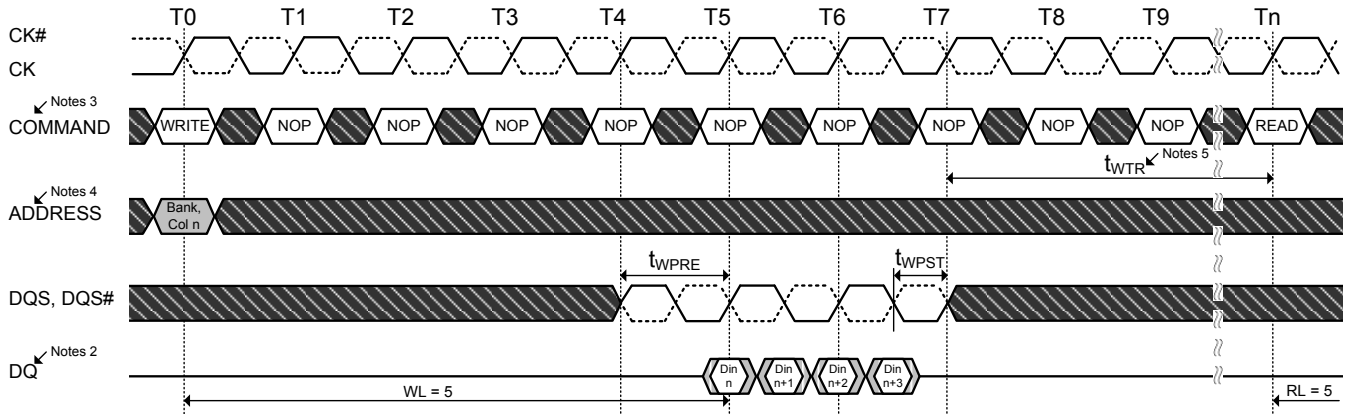 T0 T1 T2 T3 T4 T5 T6 T7 T8 T9 Tn
CK#
CK
Notes 3
COMMAND WRITE NOP NOP NOP NOP NOP NOP NOP NOP NOP READ
tWTR Notes 5
Notes 4
ADDRESS Bank, Col n
tWPRE tWPST
DQS, DQS#
Notes 2
DQ Din n Din n+1 Din n+2 Din n+3
WL = 5 RL = 5